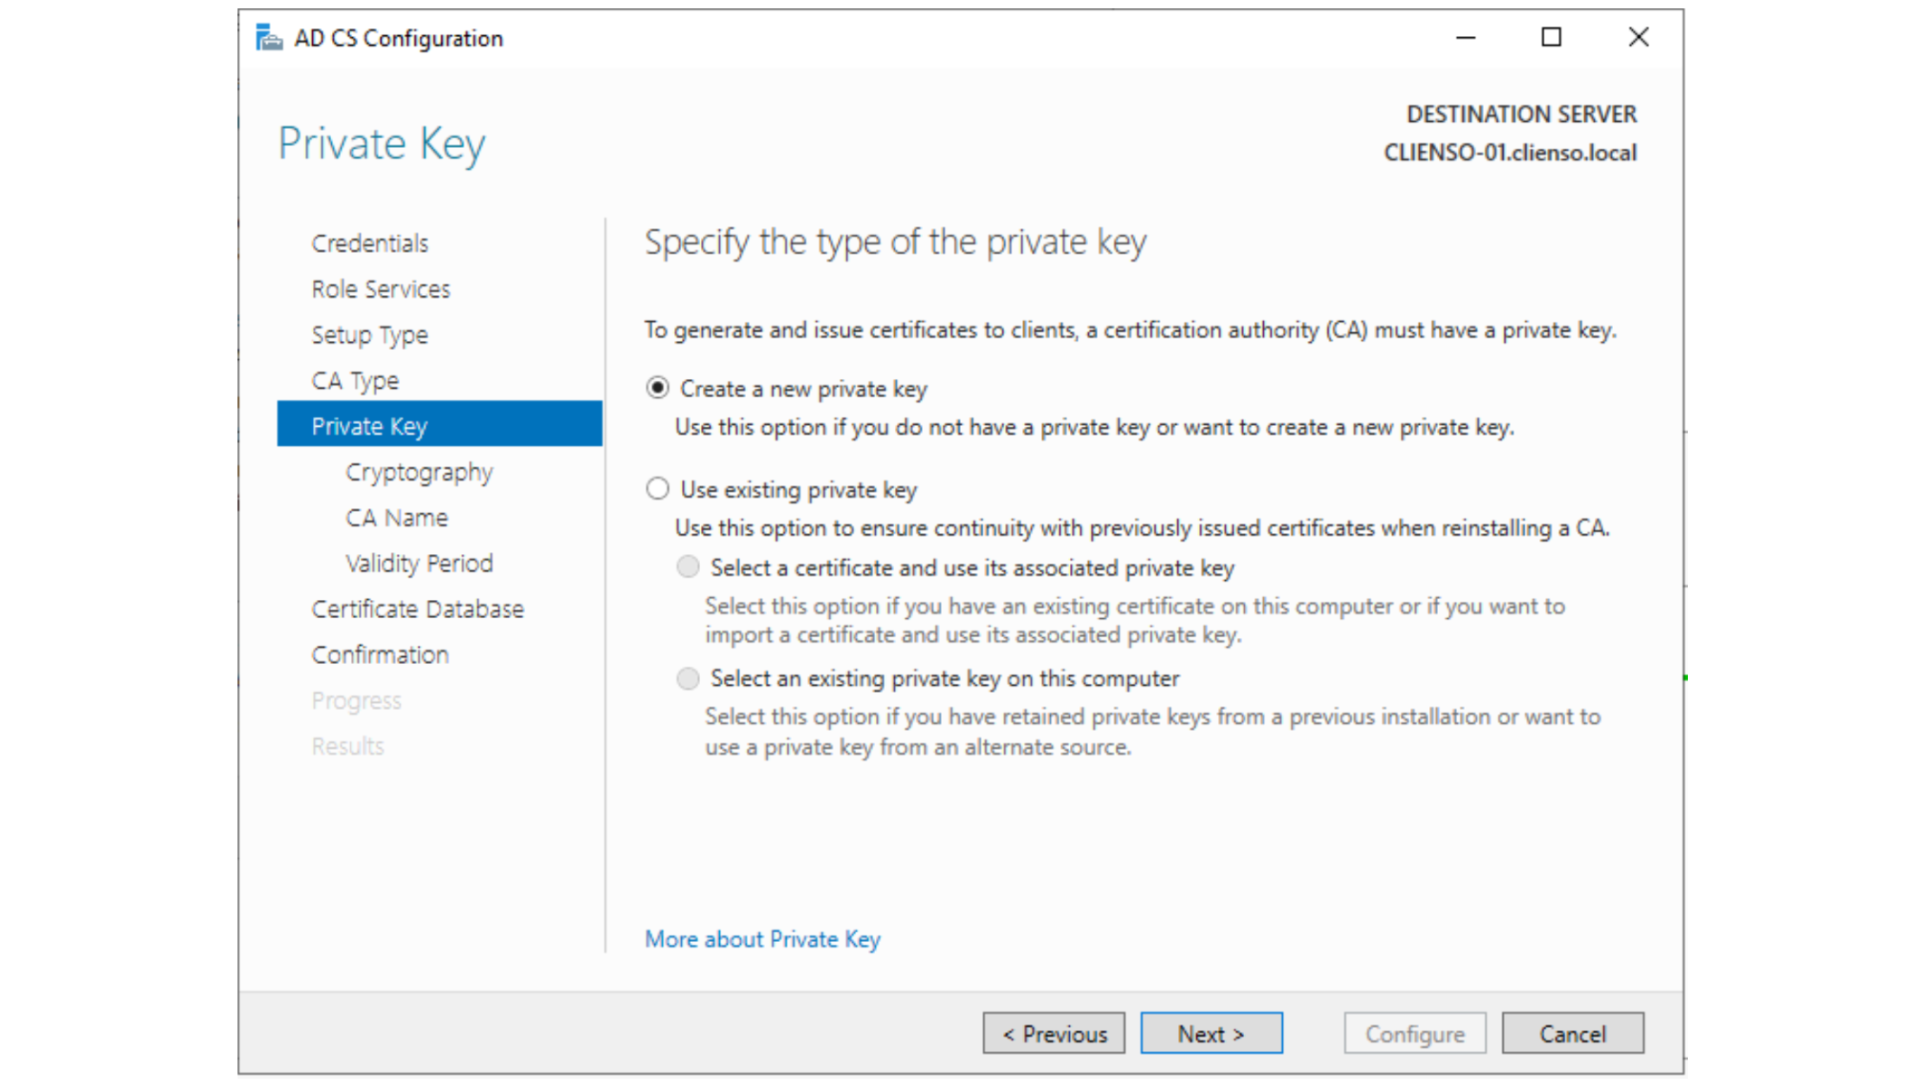 AD CS Configuration
Private Key
DESTINATION SERVER
CLIENSO-01.clienso.local
Credentials
Role Services
Setup Type
CA Type
Private Key
Cryptography
CA Name
Validity Period
Certificate Database
Confirmation
Progress
Results
Specify the type of the private key
To generate and issue certificates to clients, a certification authority (CA) must have a private key.
Create a new private key
Use this option if you do not have a private key or want to create a new private key.
Use existing private key
Use this option to ensure continuity with previously issued certificates when reinstalling a CA.
Select a certificate and use its associated private key
Select this option if you have an existing certificate on this computer or if you want to
import a certificate and use its associated private key.
Select an existing private key on this computer
Select this option if you have retained private keys from a previous installation or want to
use a private key from an alternate source.
More about Private Key
< Previous
Next >
Configure
Cancel